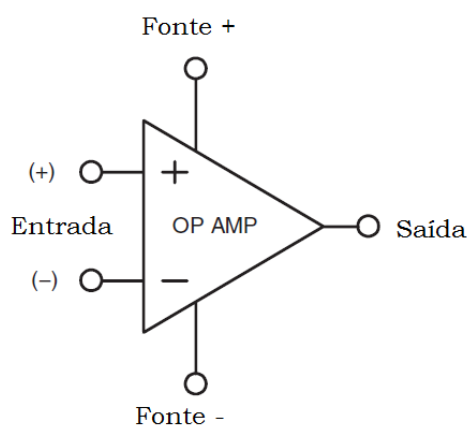 Fonte +
(+)
+
Entrada
OP AMP
Saída
(−)
−
Fonte -